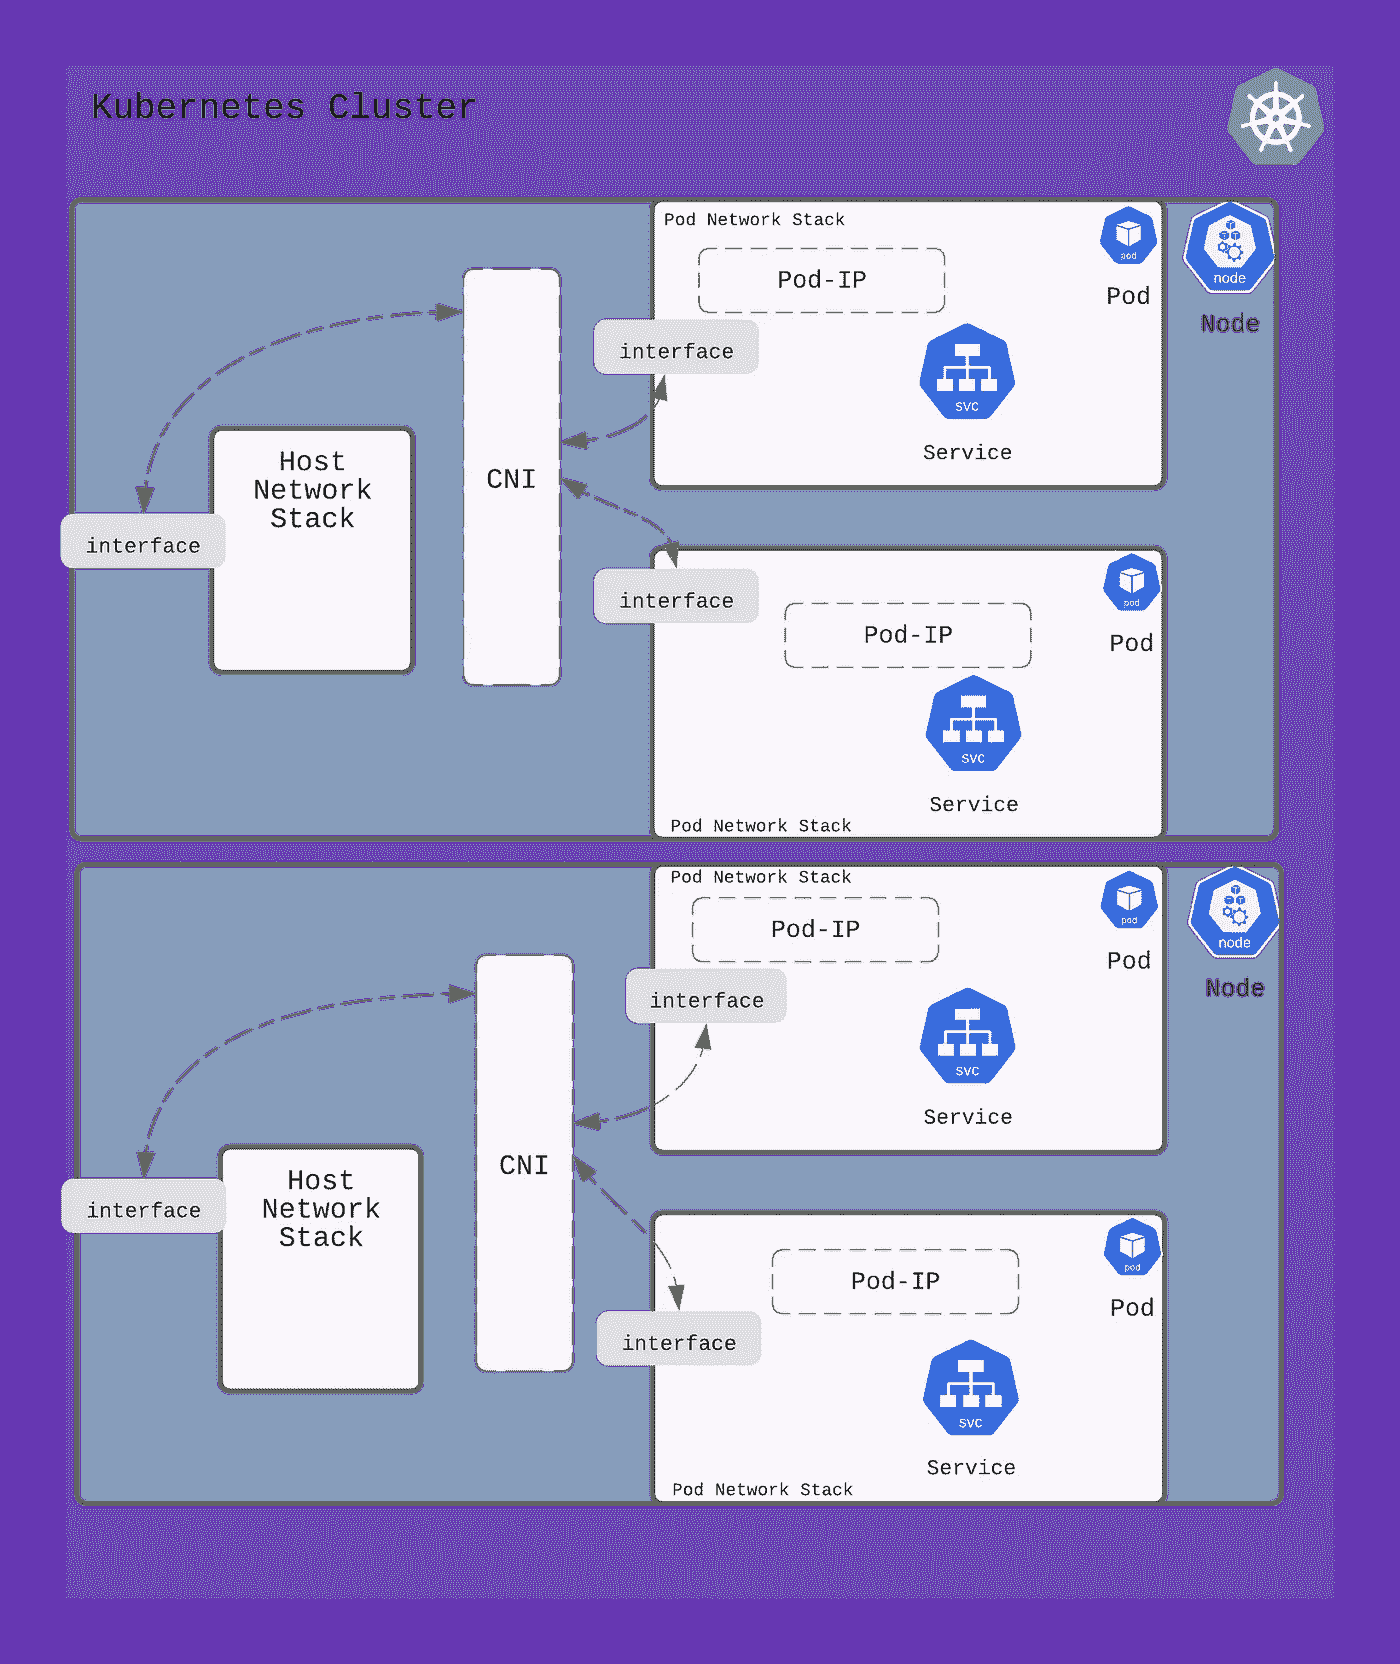 Kubernetes Cluster
Pod Network Stack
pod
node
Pod-IP
Pod
Node
interface
svc
Service
Host
Network
Stack
CNI
interface
interface
pod
Pod-IP
Pod
svc
Service
Pod Network Stack
Pod Network Stack
pod
node
Pod-IP
Pod
Node
interface
svc
Service
CNI
Host
Network
Stack
interface
pod
Pod-IP
Pod
interface
svc
Service
Pod Network Stack